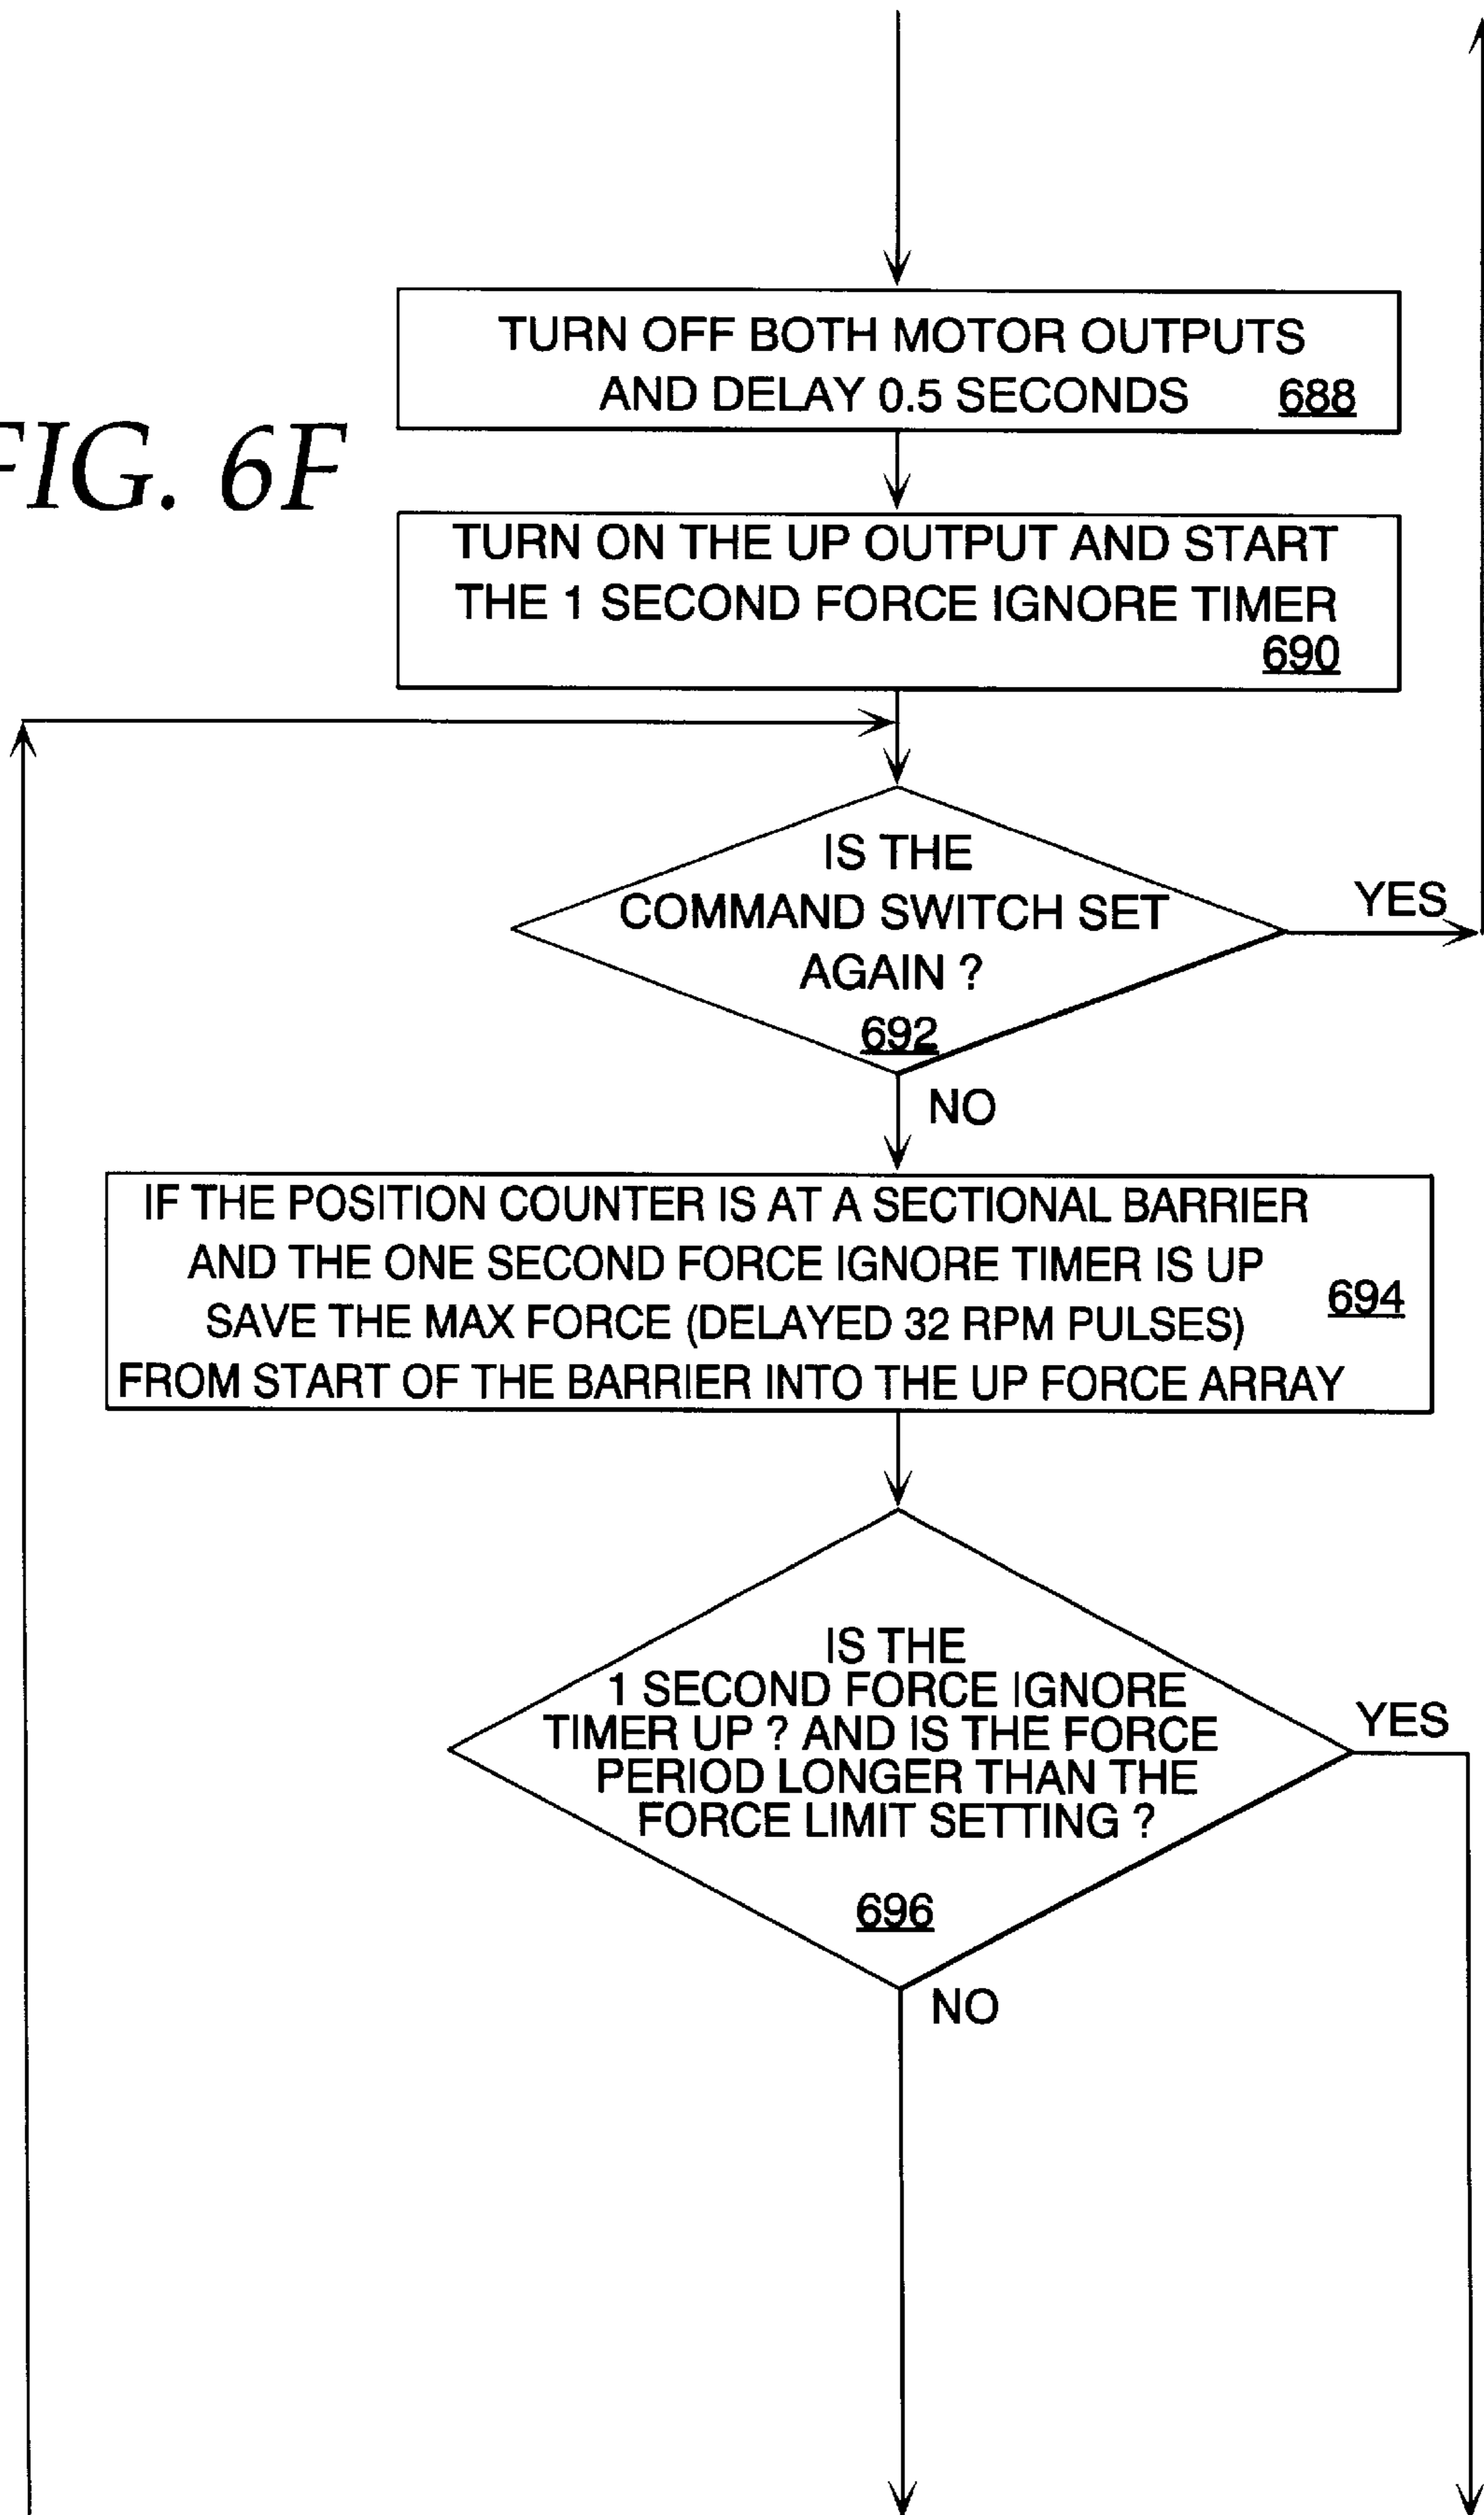 TURN OFF BOTH MOTOR OUTPUTS
AND DELAY 0.5 SECONDS 688
FIG. 6F
TURN ON THE UP OUTPUT AND START
THE 1 SECOND FORCE IGNORE TIMER
690
IS THE
COMMAND SWITCH SET
AGAIN ?
692
YES
NO
IF THE POSITION COUNTER IS AT A SECTIONAL BARRIER
AND THE ONE SECOND FORCE IGNORE TIMER IS UP
SAVE THE MAX FORCE (DELAYED 32 RPM PULSES)
FROM START OF THE BARRIER INTO THE UP FORCE ARRAY
694
IS THE
1 SECOND FORCE IGNORE
TIMER UP ? AND IS THE FORCE
PERIOD LONGER THAN THE
FORCE LIMIT SETTING ?
696
YES
NO